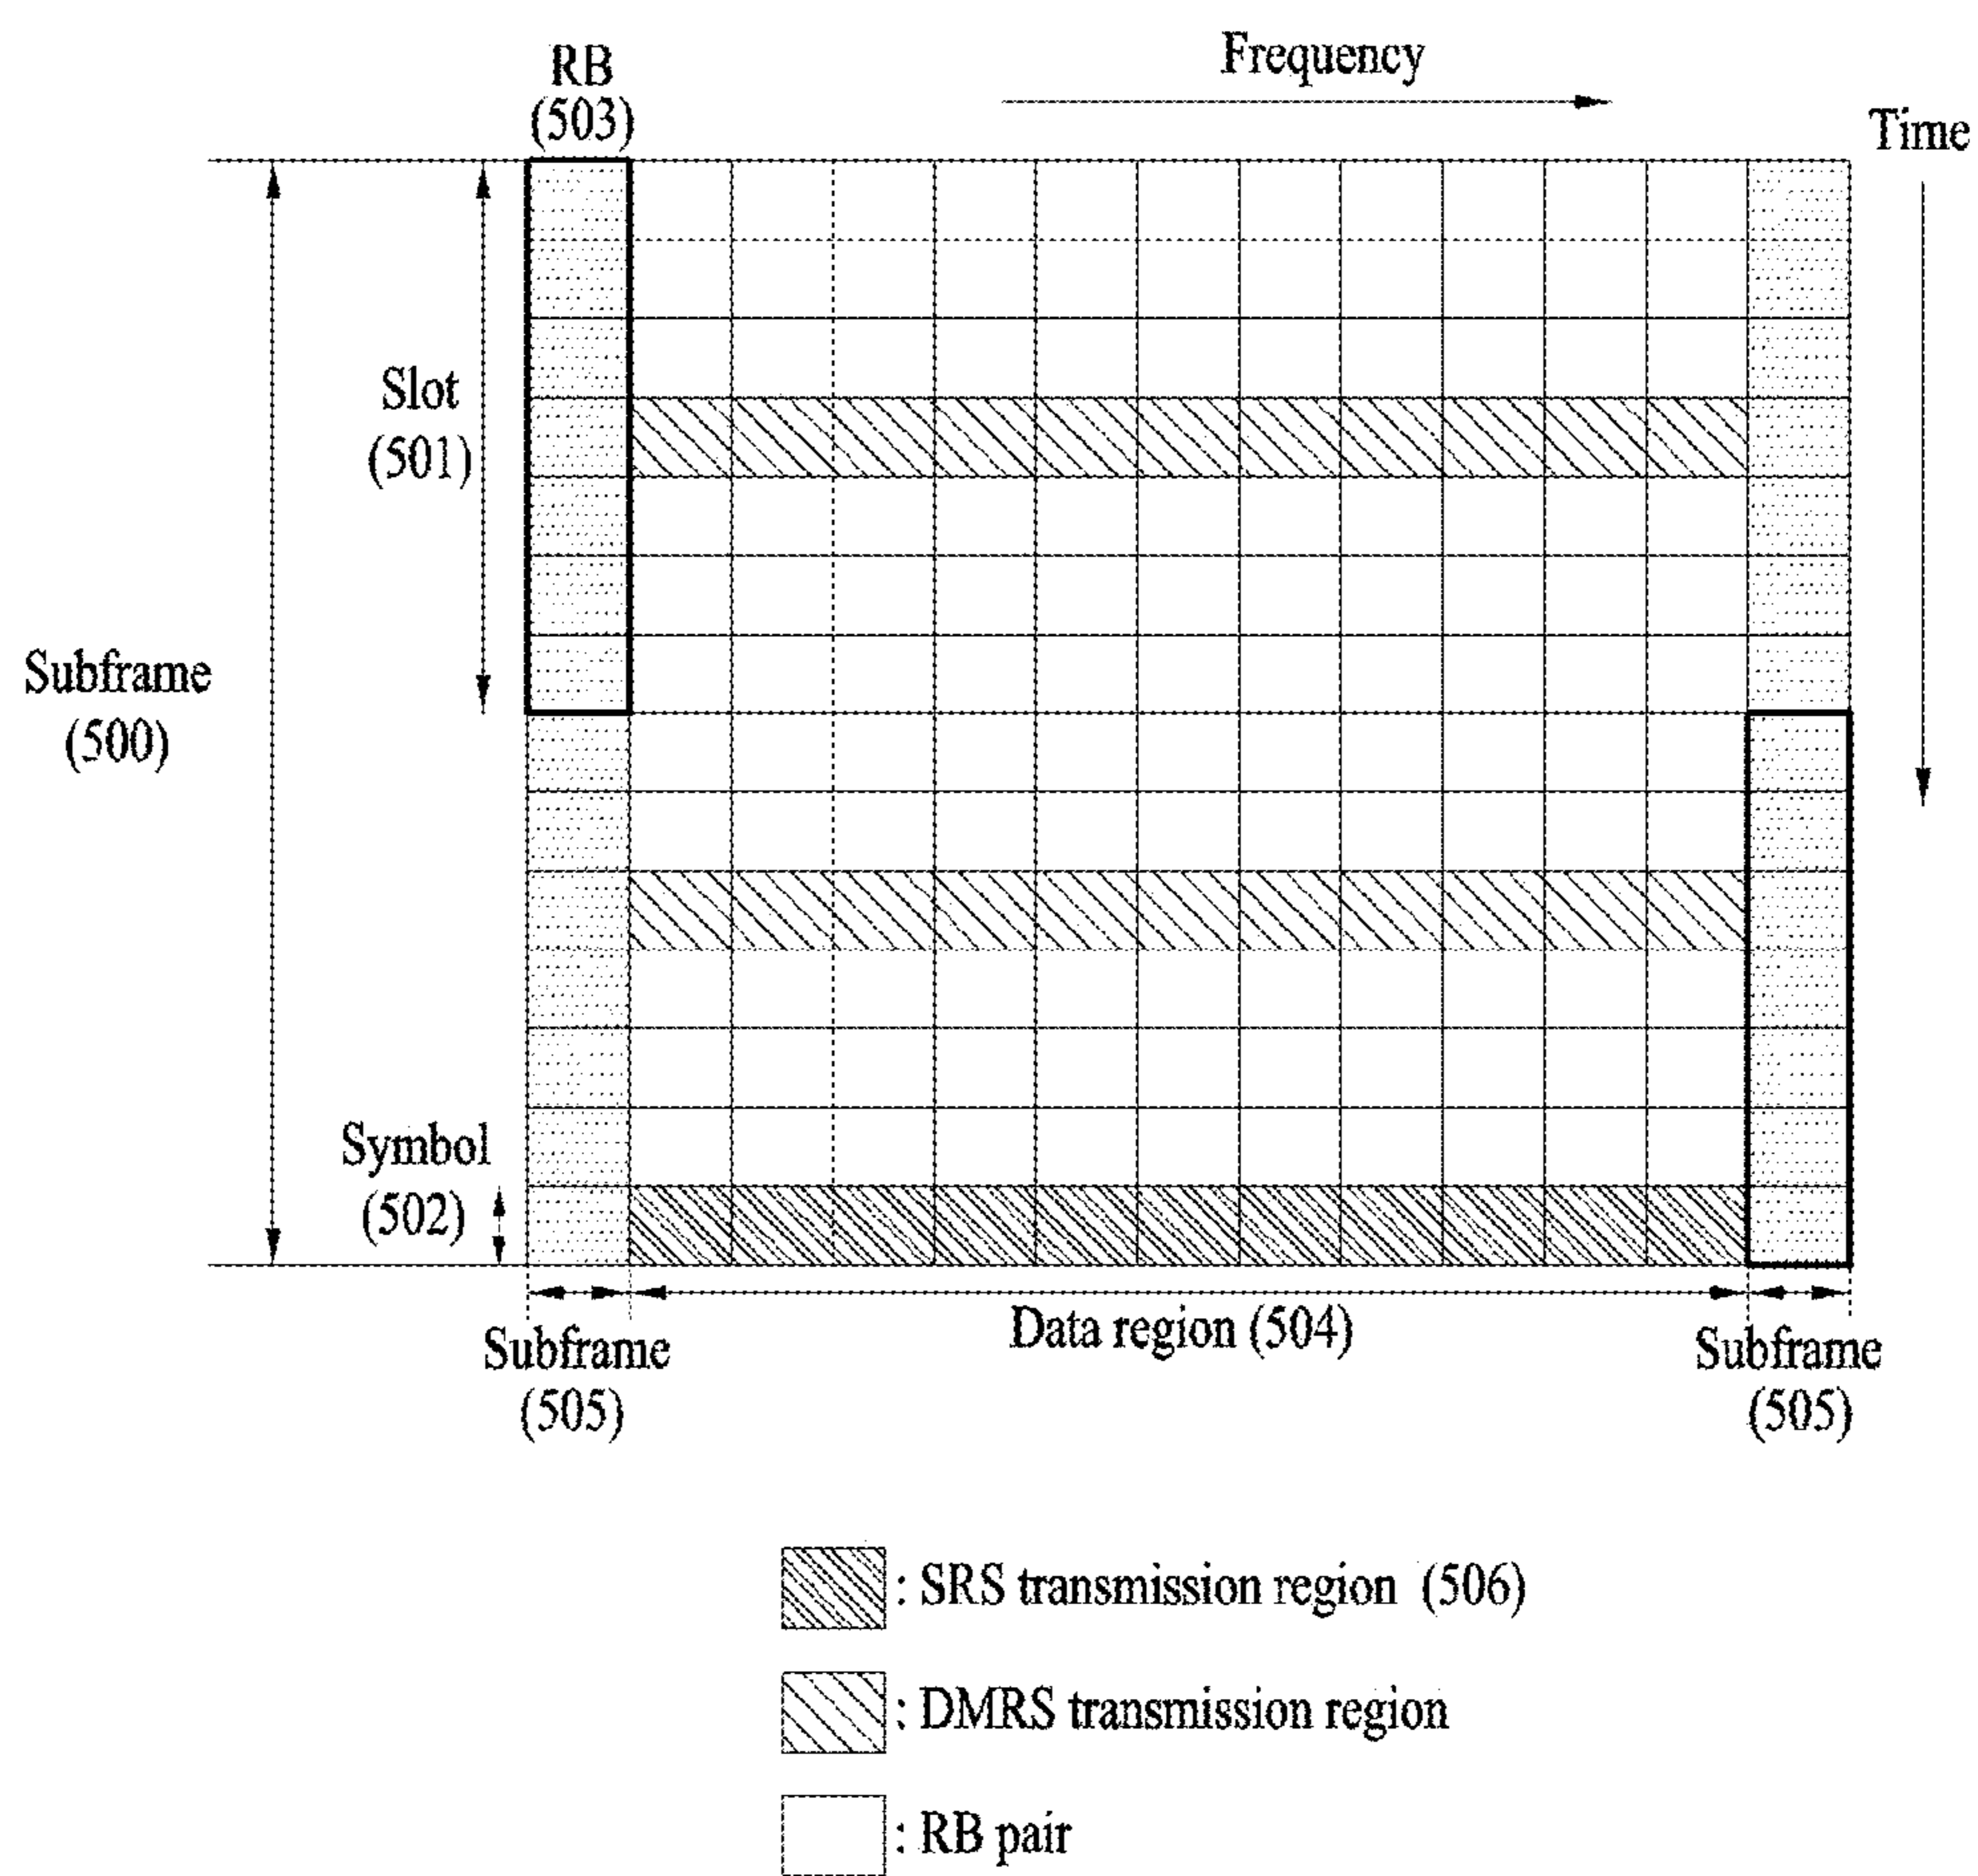 RB
(503)
Frequency
Time
Slot
(501)
Subframe
(500)
Symbol
(502)
Subframe
(505)
Data region (504)
Subframe
(505)
: SRS transmission region (506)
: DMRS transmission region
: RB pair